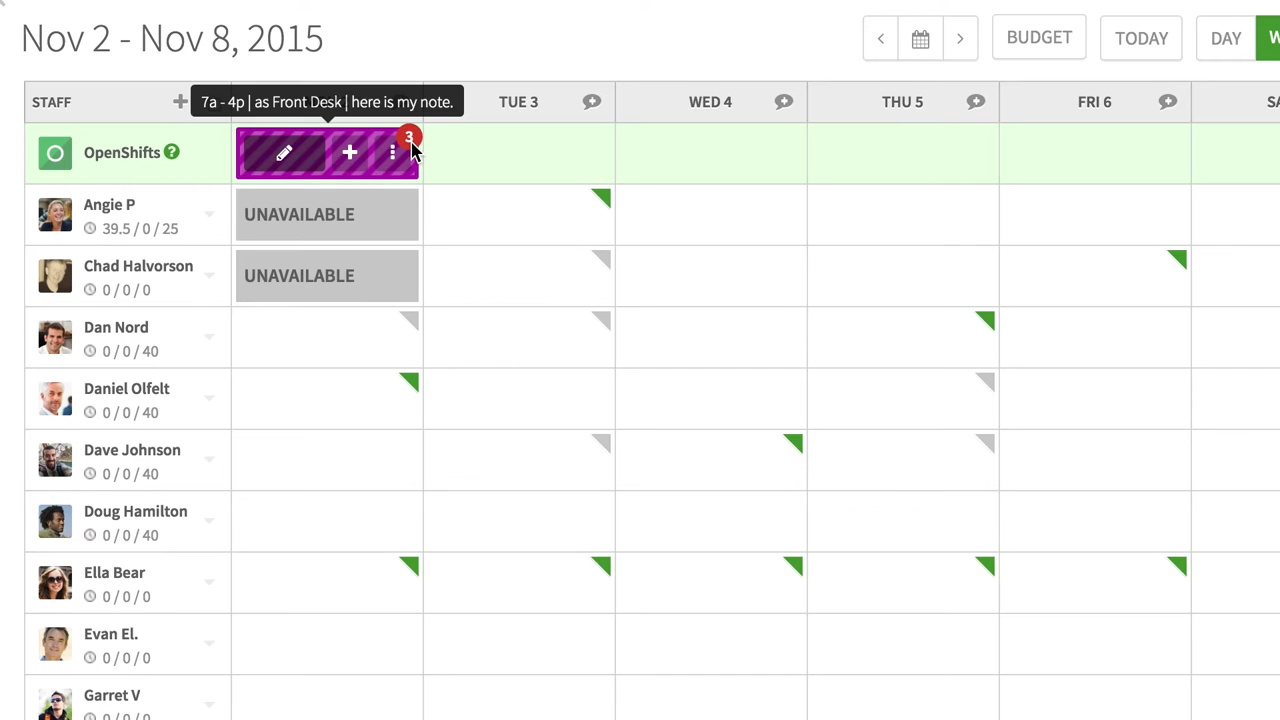 Nov 2 - Nov 8, 2015
BUDGET
TODAY
DAY
W
STAFF
7a - 4p | as Front Desk | here is my note.
TUE 3
WED 4
THU 5
FRI 6
SA
OpenShifts ?
3
Angie P
39.5 / 0 / 25
UNAVAILABLE
Chad Halvorson
0 / 0 / 0
UNAVAILABLE
Dan Nord
0 / 0 / 40
Daniel Olfelt
0 / 0 / 40
Dave Johnson
0 / 0 / 40
Doug Hamilton
0 / 0 / 40
Ella Bear
0 / 0 / 0
Evan El.
0 / 0 / 0
Garret V
0 / 0 / 0